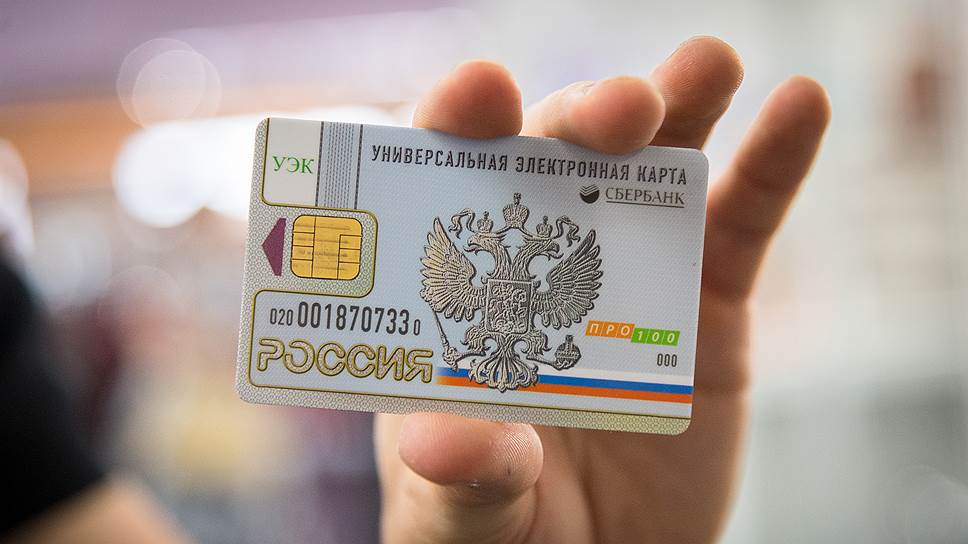 УЭК
УНИВЕРСАЛЬНАЯ ЭЛЕКТРОННАЯ КАРТА
СБЕРБАНК
020 001870733 0
ПРО100
000
РОССИЯ